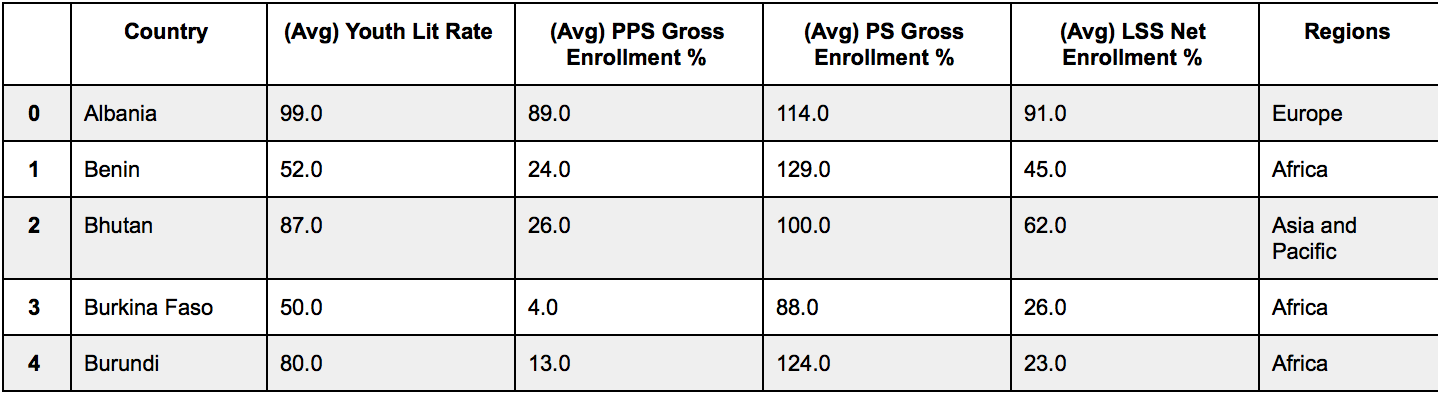 Country (Avg) Youth Lit Rate (Avg) PPS Gross Enrollment % (Avg) PS Gross Enrollment % (Avg) LSS Net Enrollment % Regions
0 Albania 99.0 89.0 114.0 91.0 Europe
1 Benin 52.0 24.0 129.0 45.0 Africa
2 Bhutan 87.0 26.0 100.0 62.0 Asia and Pacific
3 Burkina Faso 50.0 4.0 88.0 26.0 Africa
4 Burundi 80.0 13.0 124.0 23.0 Africa